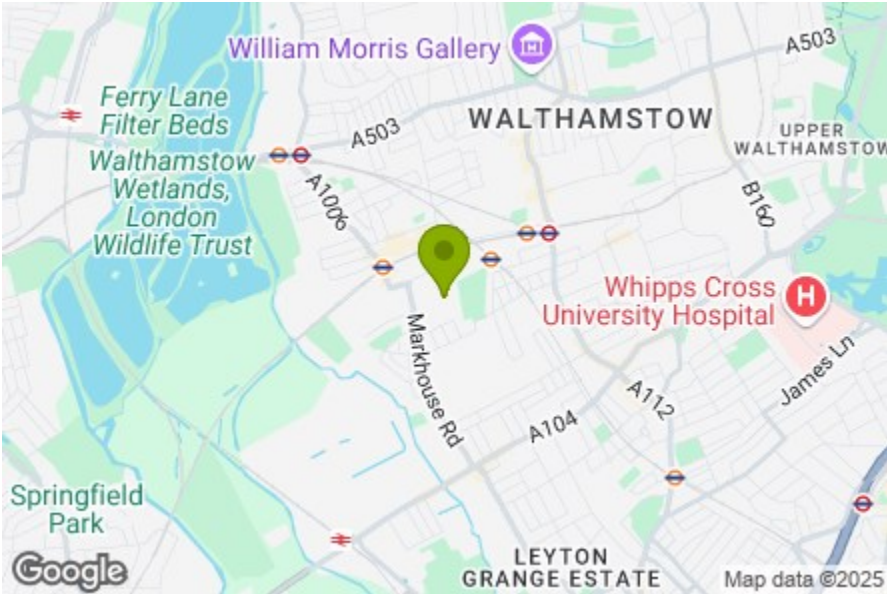 William Morris Gallery
A503
Ferry Lane
Filter Beds
A503
WALTHAMSTOW
UPPER
WALTHAMSTOW
Walthamstow
Wetlands,
London
Wildlife Trust
A1006
B160
Whipps Cross
University Hospital
H
Markhouse Rd
James Ln
A112
A104
Springfield
Park
LEYTON
GRANGE ESTATE
Google
Map data ©2025